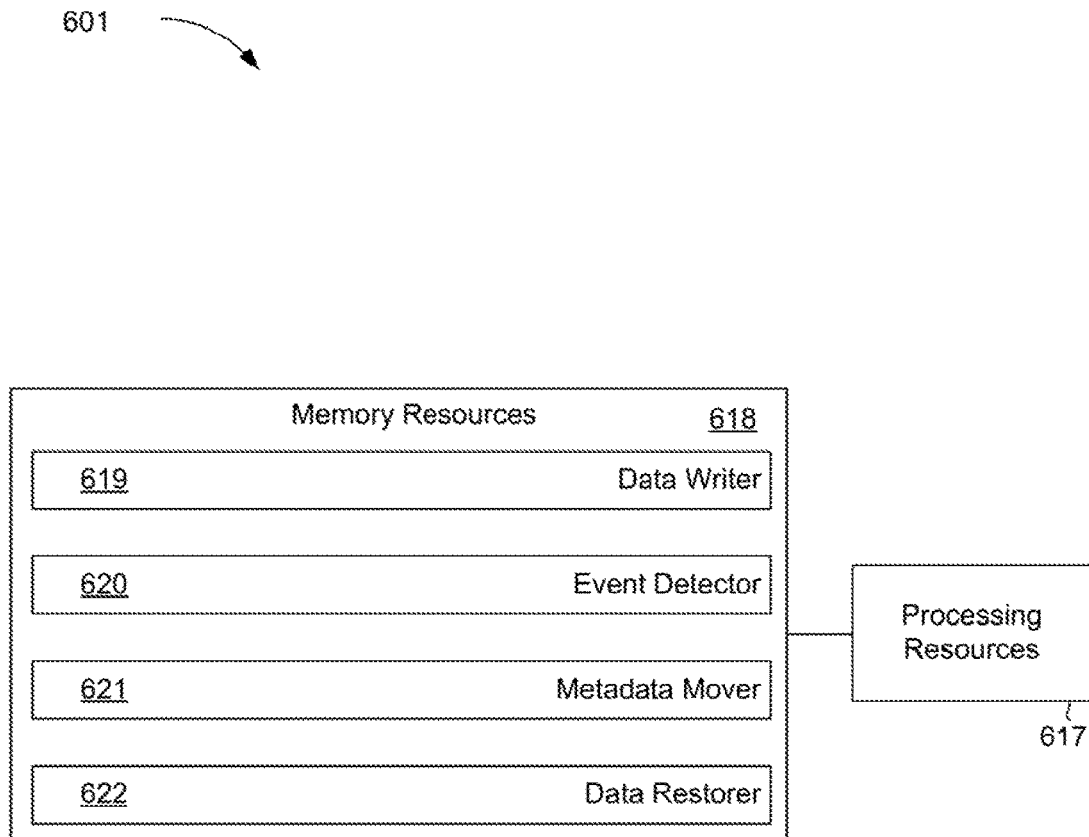 601
Memory Resources 618
619 Data Writer
620 Event Detector
621 Metadata Mover
622 Data Restorer
Processing
Resources
617